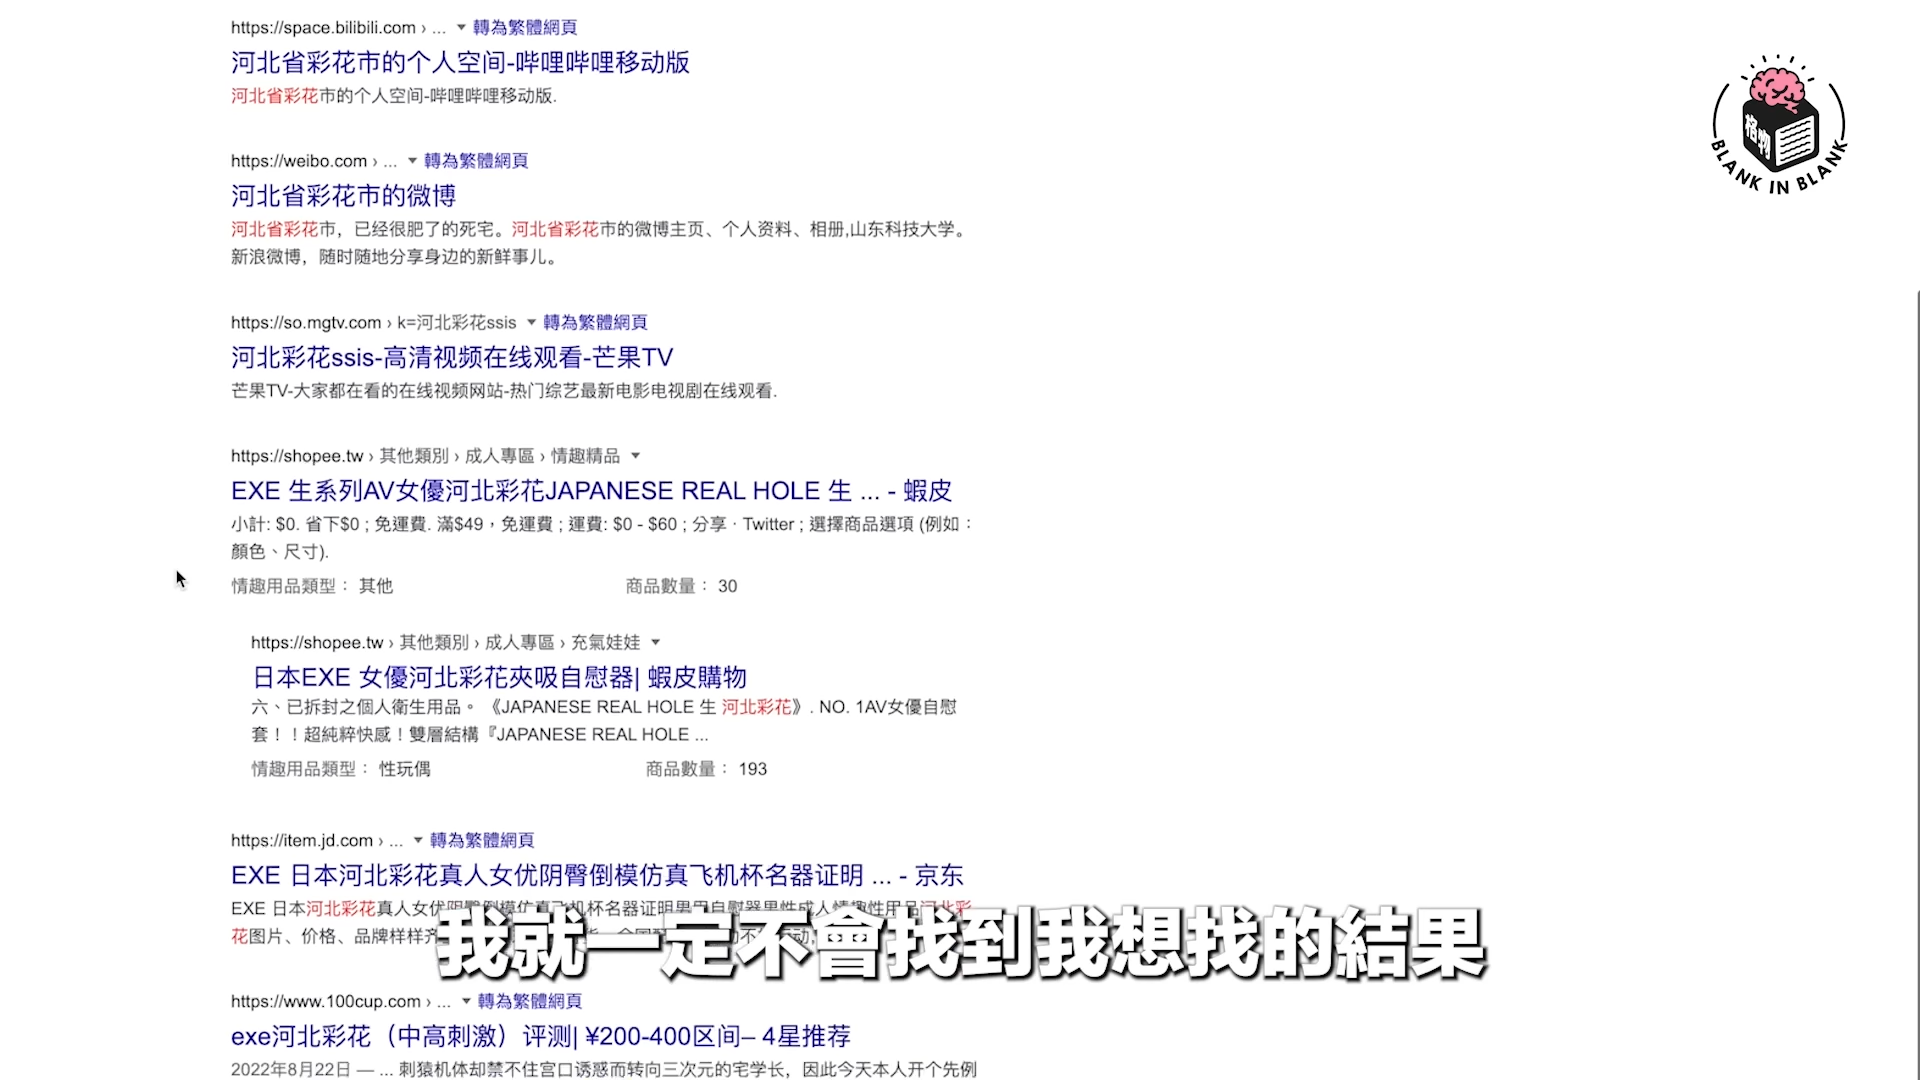 https://space.bilibili.com › ... 轉為繁體網頁
河北省彩花市的个人空间-哔哩哔哩移动版
河北省彩花市的个人空间-哔哩哔哩移动版.
格物
BLANK IN BLANK
https://weibo.com › ... 轉為繁體網頁
河北省彩花市的微博
河北省彩花市，已经很肥了的死宅。河北省彩花市的微博主页、个人资料、相册,山东科技大学。
新浪微博，随时随地分享身边的新鲜事儿。
https://so.mgtv.com › k=河北彩花ssis 轉為繁體網頁
河北彩花ssis-高清视频在线观看-芒果TV
芒果TV-大家都在看的在线视频网站-热门综艺最新电影电视剧在线观看.
https://shopee.tw › 其他類別 › 成人專區 › 情趣精品
EXE 生系列AV女優河北彩花JAPANESE REAL HOLE 生 ... - 蝦皮
小計: $0. 省下$0 ; 免運費. 滿$49，免運費 ; 運費: $0 - $60 ; 分享 · Twitter ; 選擇商品選項 (例如：
顏色、尺寸).
情趣用品類型： 其他 商品數量： 30
https://shopee.tw › 其他類別 › 成人專區 › 充氣娃娃
日本EXE 女優河北彩花夾吸自慰器| 蝦皮購物
六、已拆封之個人衛生用品。 《JAPANESE REAL HOLE 生 河北彩花》. NO. 1AV女優自慰
套！！超純粹快感！雙層結構『JAPANESE REAL HOLE ...
情趣用品類型： 性玩偶 商品數量： 193
https://item.jd.com › ... 轉為繁體網頁
EXE 日本河北彩花真人女优阴臀倒模仿真飞机杯名器证明 ... - 京东
EXE 日本河北彩花真人女优阴臀倒模仿真飞机杯名器证明男用自慰器男性成人情趣性用品河北彩
花图片、价格、品牌样样齐
我就一定不會找到我想找的結果
https://www.100cup.com › ... 轉為繁體網頁
exe河北彩花（中高刺激）评测| ¥200-400区间– 4星推荐
2022年8月22日 — ... 刺猿机体却禁不住宫口诱惑而转向三次元的宅学长，因此今天本人开个先例